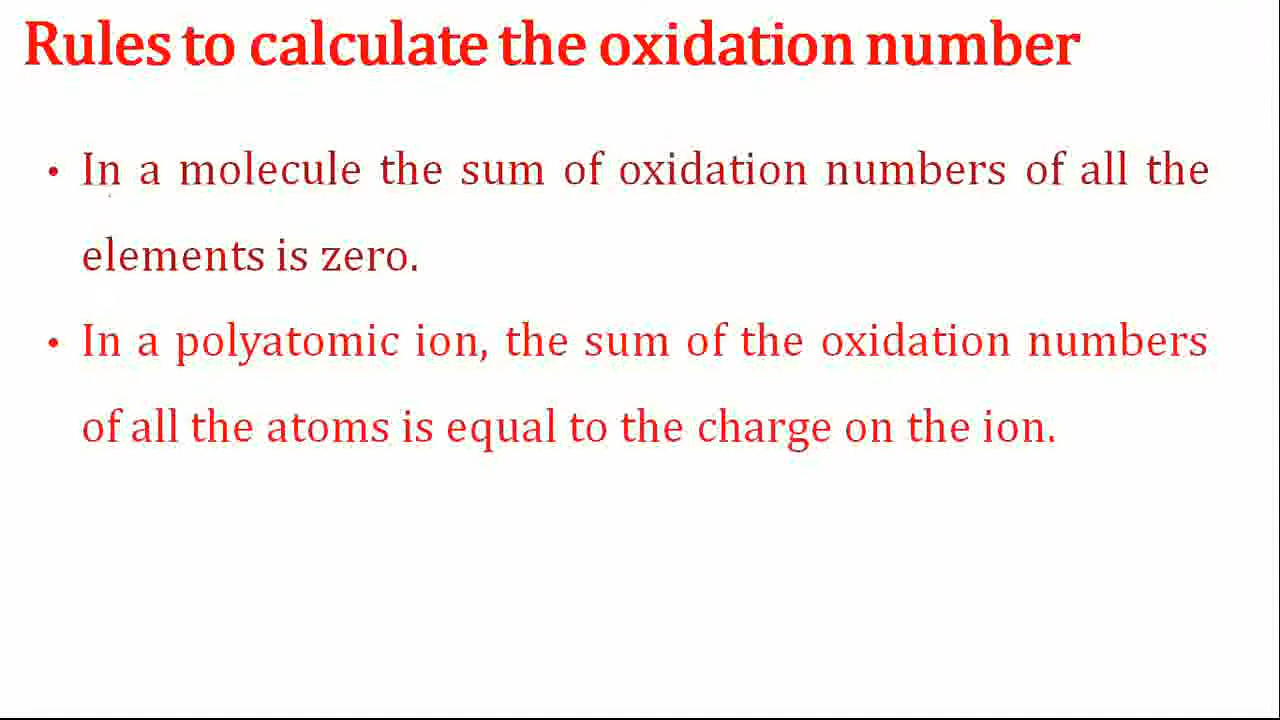 Rules to calculate the oxidation number
• In a molecule the sum of oxidation numbers of all the
elements is zero.
• In a polyatomic ion, the sum of the oxidation numbers
of all the atoms is equal to the charge on the ion.